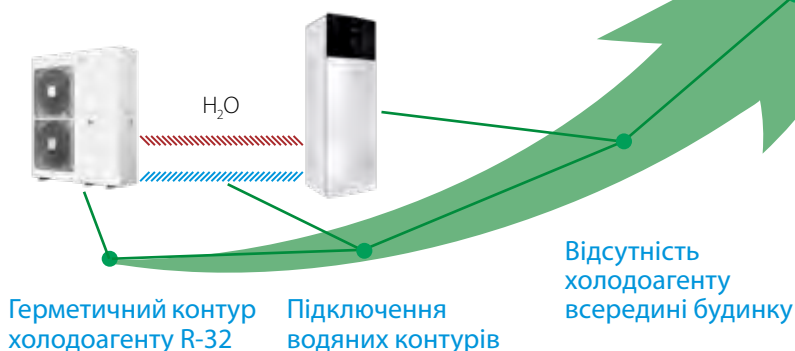 H₂O
Герметичний контур
холодоагенту R-32
Підключення
водяних контурів
Відсутність
холодоагенту
всередині будинку